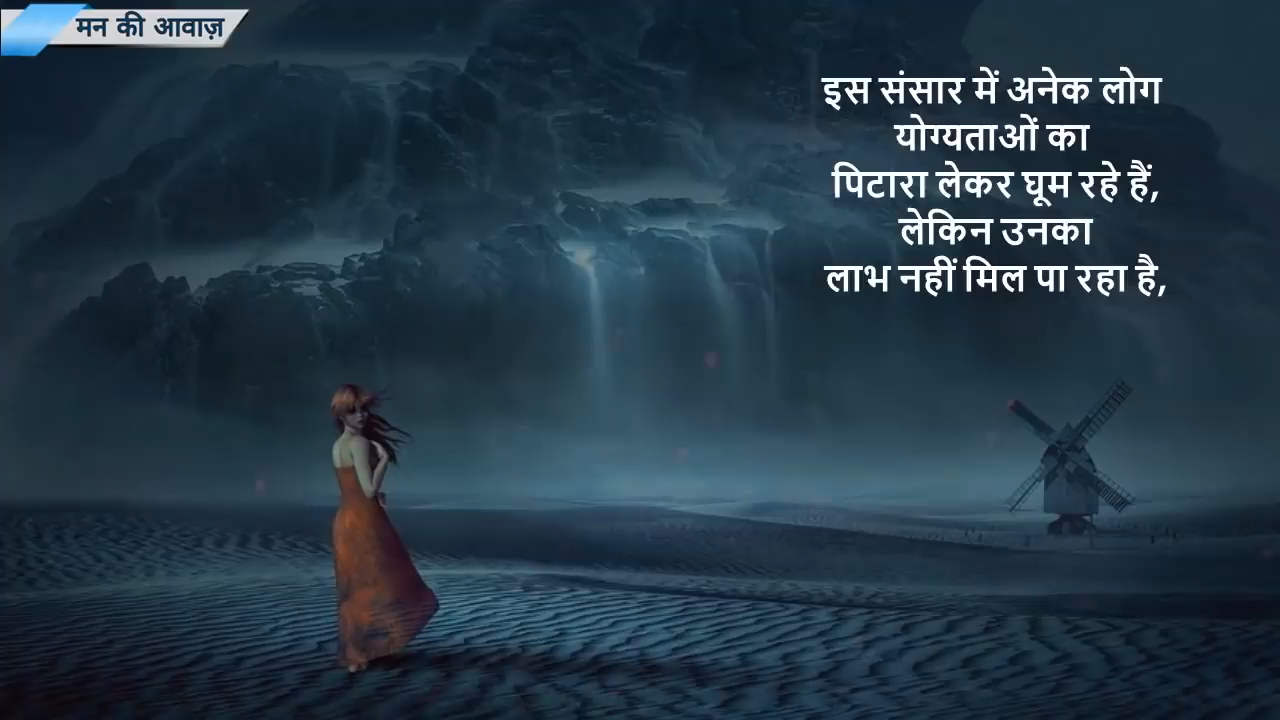 मन की आवाज़
इस संसार में अनेक लोग
योग्यताओं का
पिटारा लेकर घूम रहे हैं,
लेकिन उनका
लाभ नहीं मिल पा रहा है,